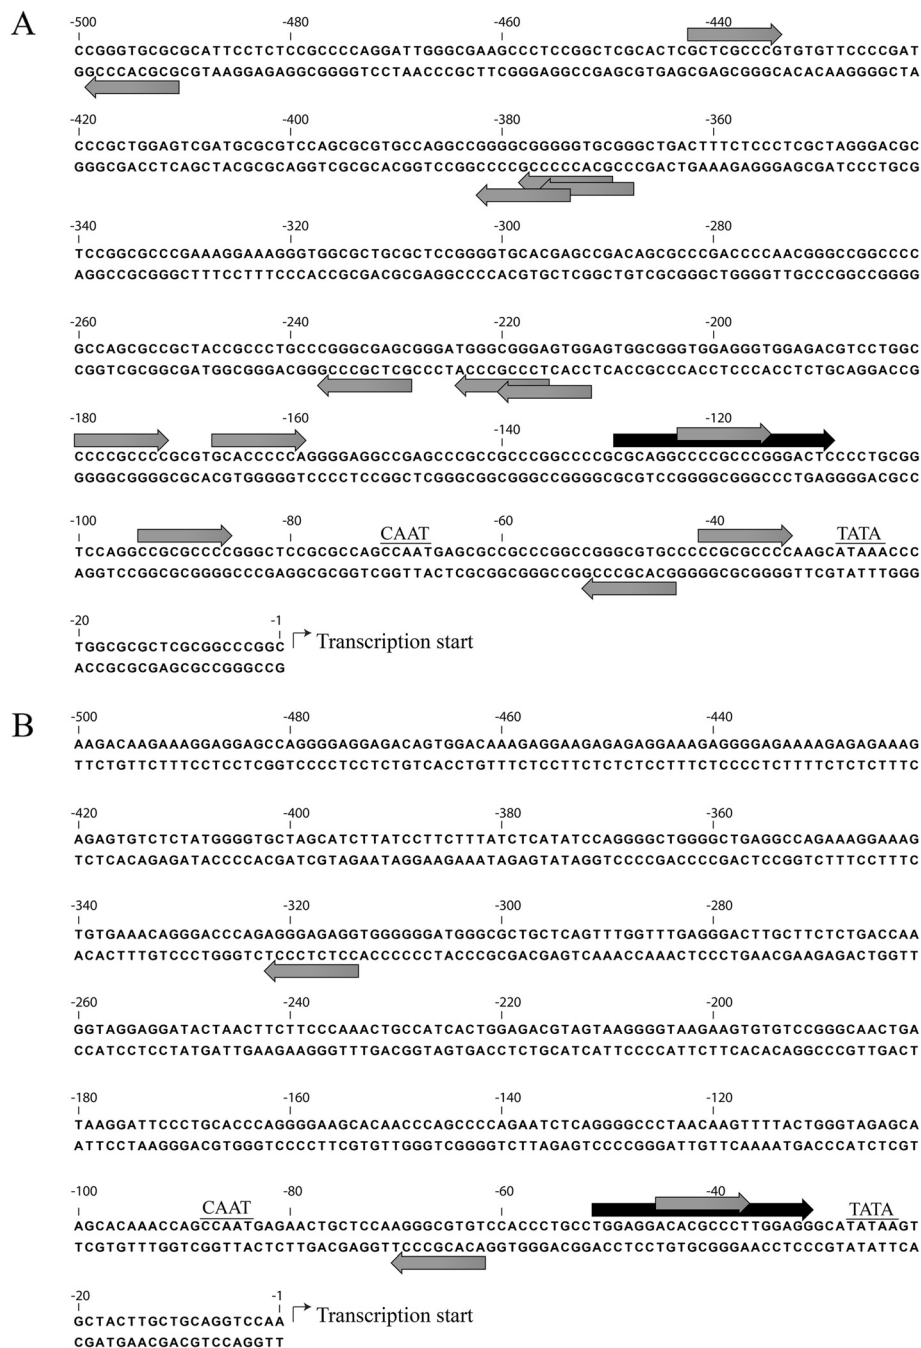 A
-500 -480 -460 -440
CCGGGTGCGCGCATTCCTCTCCGCCCCAGGATTGGGCGAAGCCCTCCGGCTCGCACTCGCTCGCCCGTGTGTTCCCCGAT
GGCCCACGCGCGTAAGGAGAGGCGGGGTCCTAACCCGCTTCGGGAGGCCGAGCGTGAGCGAGCGGGCACACAAGGGGCTA
-420 -400 -380 -360
CCCGCTGGAGTCGATGCGCGTCCAGCGCGTGCCAGGCCGGGGCGGGGGTGCGGGCTGACTTTCTCCCTCGCTAGGGACGC
GGGCGACCTCAGCTACGCGCAGGTCGCGCACGGTCCGGCCCCGCCCCCACGCCCGACTGAAAGAGGGAGCGATCCCTGCG
-340 -320 -300 -280
TCCGGCGCCCGAAAGGAAAGGGTGGCGCTGCGCTCCGGGGTGCACGAGCCGACAGCGCCCGACCCCAACGGGCCGGCCCC
AGGCCGCGGGCTTTCCTTTCCCACCGCGACGCGAGGCCCCACGTGCTCGGCTGTCGCGGGCTGGGGTTGCCCGGCCGGGG
-260 -240 -220 -200
GCCAGCGCCGCTACCGCCCTGCCCGGGCGAGCGGGATGGGCGGGAGTGGAGTGGCGGGTGGAGGGTGGAGACGTCCTGGC
CGGTCGCGGCGATGGCGGGACGGGCCCGCTCGCCCTACCCGCCCTCACCTCACCGCCCACCTCCCACCTCTGCAGGACCG
-180 -160 -140 -120
CCCCGCCCCGCGTGCACCCCCAGGGGAGGCCGAGCCCGCCGCCCGGCCCCGCGCAGGCCCCGCCCGGGACTCCCCTGCGG
GGGGCGGGGCGCACGTGGGGGTCCCCTCCGGCTCGGGCGGCGGGCCGGGGCGCGTCCGGGGCGGGCCCTGAGGGGACGCC
-100 -80 CAAT -60 -40 TATA
TCCAGGCCGCGCCCCGGGCTCCGCGCCAGCCAATGAGCGCCGCCCGGCCGGGCGTGCCCCCGCGCCCCAAGCATAAACCC
AGGTCCGGCGCGGGGCCCGAGGCGCGGTCGGTTACTCGCGGCGGGCCGGCCCGCACGGGGGCGCGGGGTTCGTATTTGGG
-20 -1
TGGCGCGCTCGCGGCCCGGC Transcription start
ACCGCGCGAGCGCCGGGCCG
B
-500 -480 -460 -440
AAGACAAGAAAGGAGGAGCCAGGGGAGGAGACAGTGGACAAAGAGGAAGAGAGAGGAAAGAGGGGAGAAAAGAGAGAAAG
TTCTGTTCTTTCCTCCTCGGTCCCCTCCTCTGTCACCTGTTTCTCCTTCTCTCTCCTTTCTCCCCTCTTTTCTCTCTTTC
-420 -400 -380 -360
AGAGTGTCTCTATGGGGTGCTAGCATCTTATCCTTCTTTATCTCATATCCAGGGGCTGGGGCTGAGGCCAGAAAGGAAAG
TCTCACAGAGATACCCCACGATCGTAGAATAGGAAGAAATAGAGTATAGGTCCCCGACCCCGACTCCGGTCTTTCCTTTC
-340 -320 -300 -280
TGTGAAACAGGGACCCAGAGGGAGAGGTGGGGGGATGGGCGCTGCTCAGTTTGGTTTGAGGGACTTGCTTCTCTGACCAA
ACACTTTGTCCCTGGGTCTCCCTCTCCACCCCCCTACCCGCGACGAGTCAAACCAAACTCCCTGAACGAAGAGACTGGTT
-260 -240 -220 -200
GGTAGGAGGATACTAACTTCTTCCCAAACTGCCATCACTGGAGACGTAGTAAGGGGTAAGAAGTGTGTCCGGGCAACTGA
CCATCCTCCTATGATTGAAGAAGGGTTTGACGGTAGTGACCTCTGCATCATTCCCCATTCTTCACACAGGCCCGTTGACT
-180 -160 -140 -120
TAAGGATTCCCTGCACCCAGGGGAAGCACAACCCAGCCCCAGAATCTCAGGGGCCCTAACAAGTTTTACTGGGTAGAGCA
ATTCCTAAGGGACGTGGGTCCCCTTCGTGTTGGGTCGGGGTCTTAGAGTCCCCGGGATTGTTCAAAATGACCCATCTCGT
-100 CAAT -80 -60 -40 TATA
AGCACAAACCAGCCAATGAGAACTGCTCCAAGGGCGTGTCCACCCTGCCTGGAGGACACGCCCTTGGAGGGCATATAAGT
TCGTGTTTGGTCGGTTACTCTTGACGAGGTTCCCGCACAGGTGGGACGGACCTCCTGTGCGGGAACCTCCCGTATATTCA
-20 -1
GCTACTTGCTGCAGGTCCAA Transcription start
CGATGAACGACGTCCAGGTT